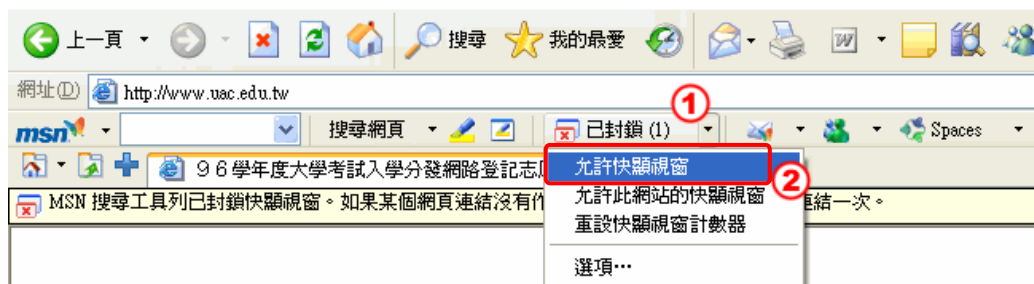 上一頁 搜尋 我的最愛
網址(D) http://www.uac.edu.tw
msn 搜尋網頁 已封鎖 (1) Spaces
1
９６學年度大學考試入學分發網路登記志
允許快顯視窗
2
允許此網站的快顯視窗
MSN 搜尋工具列已封鎖快顯視窗。如果某個網頁連結沒有 連結一次。
重設快顯視窗計數器
選項…